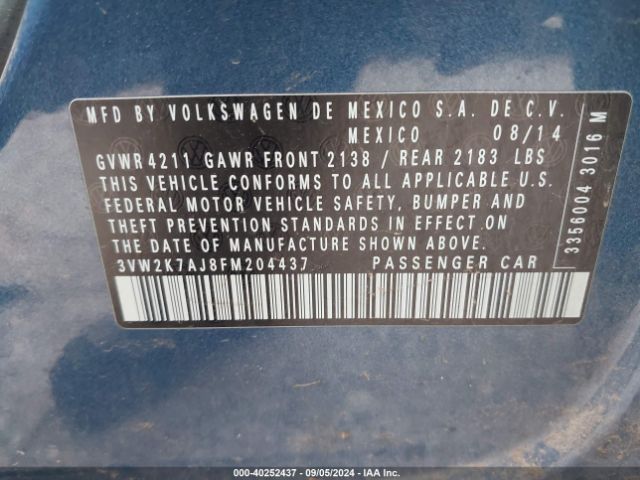 MFD BY VOLKSWAGEN DE MEXICO S.A. DE C.V.
MEXICO 08/14
GVWR 4211 GAWR FRONT 2138 / REAR 2183 LBS
THIS VEHICLE CONFORMS TO ALL APPLICABLE U.S.
FEDERAL MOTOR VEHICLE SAFETY, BUMPER AND
THEFT PREVENTION STANDARDS IN EFFECT ON
THE DATE OF MANUFACTURE SHOWN ABOVE.
3VW2K7AJ8FM204437 PASSENGER CAR
3356004 3016 M
000-40252437 - 09/05/2024 - IAA Inc.